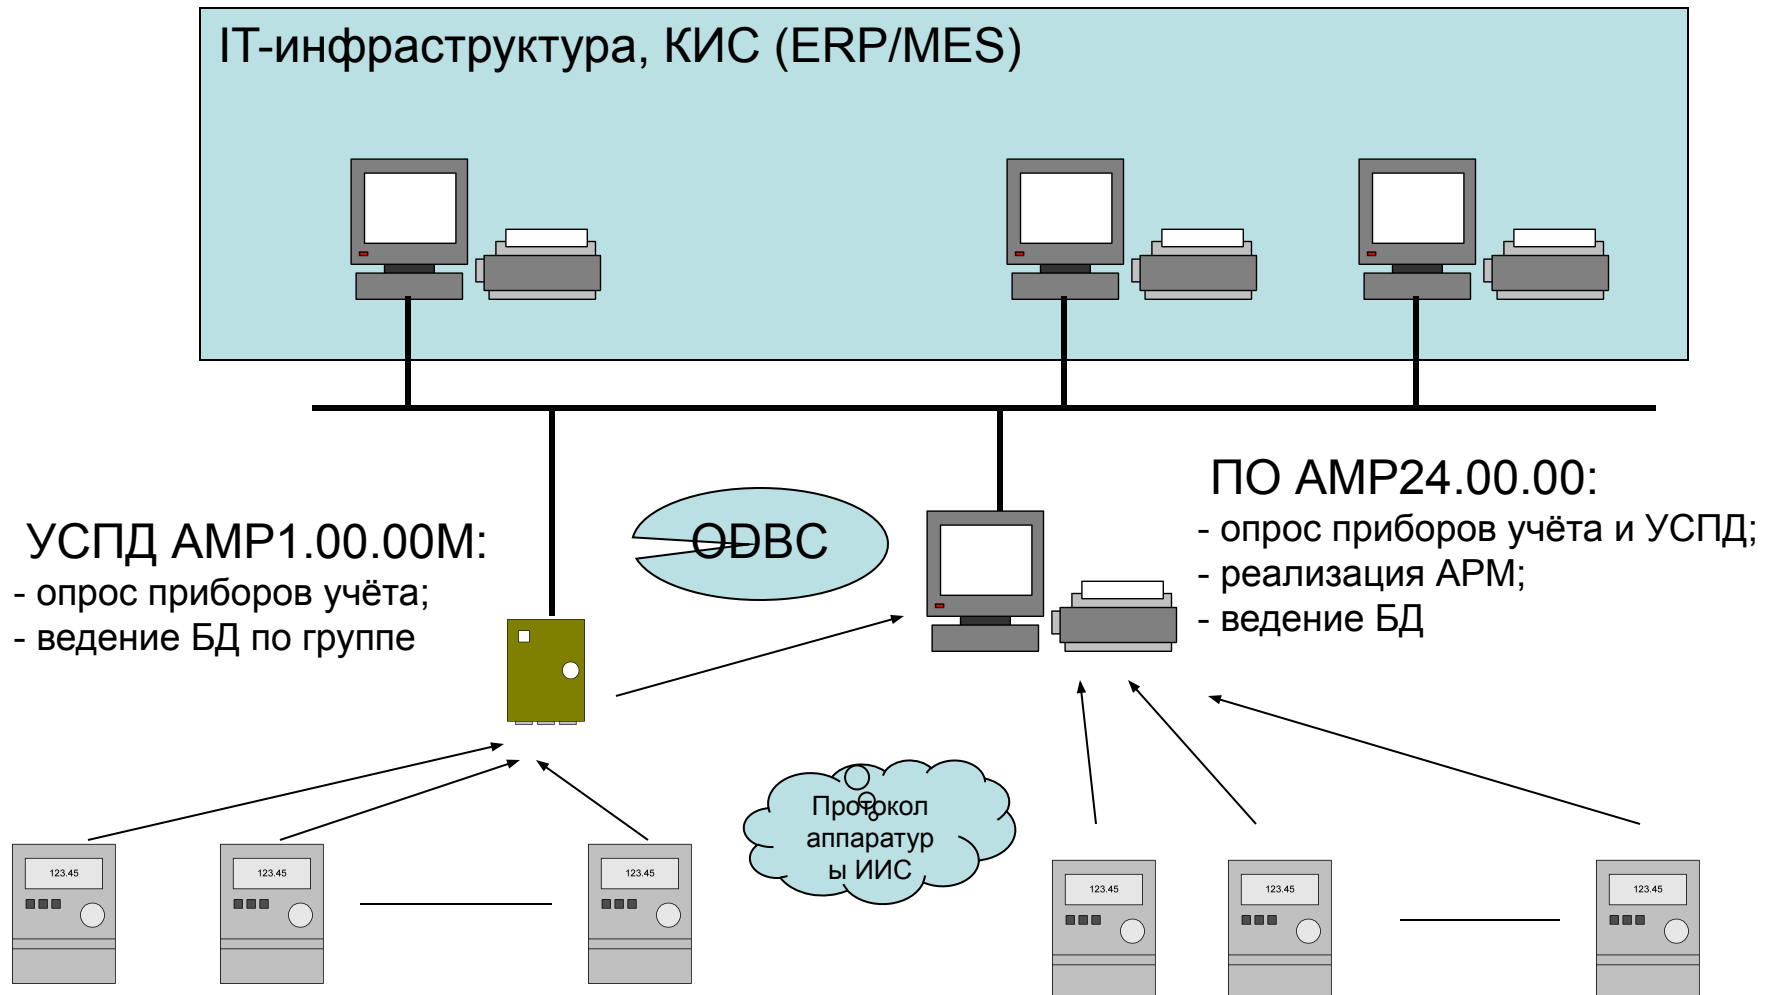 IT-инфраструктура, КИС (ERP/MES)
ODBC
УСПД АМР1.00.00М:
- опрос приборов учёта;
- ведение БД по группе
ПО АМР24.00.00:
- опрос приборов учёта и УСПД;
- реализация АРМ;
- ведение БД
Протокол
аппаратур
ы ИИС
123.45
123.45
123.45
123.45
123.45
123.45